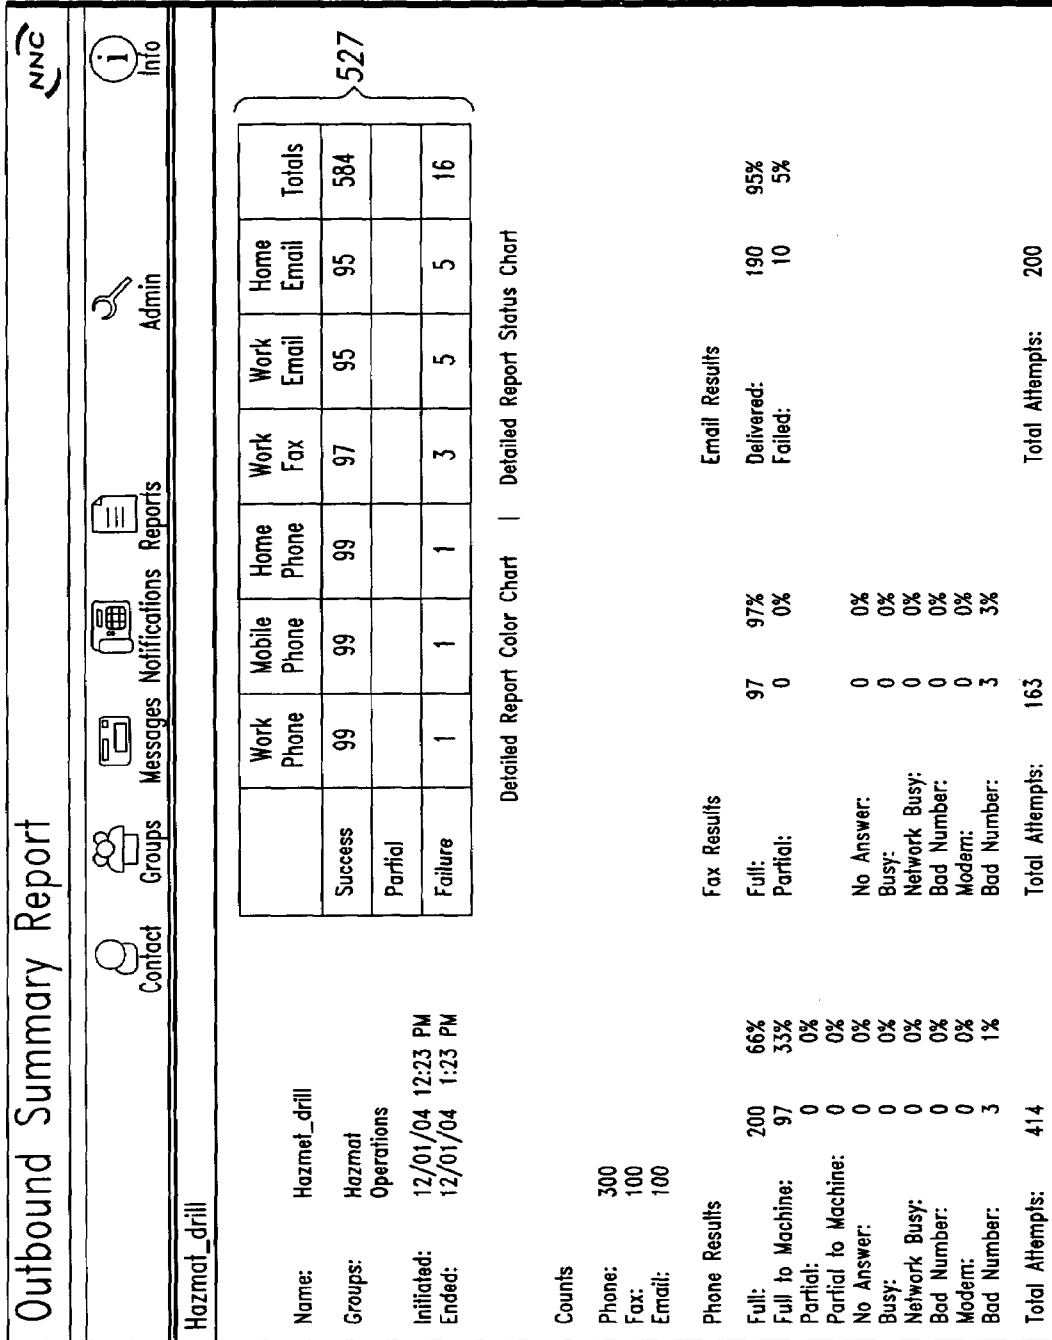 Outbound Summary Report
NNC
Contact Groups Messages Notifications Reports Admin i Info
Hazmat_drill
Name: Hazmet_drill
Groups: Hazmat
Operations
Initiated: 12/01/04 12:23 PM
Ended: 12/01/04 1:23 PM
Work Phone Mobile Phone Home Phone Work Fax Work Email Home Email Totals
Success 99 99 99 97 95 95 584
Partial
Failure 1 1 1 3 5 5 16
527
Detailed Report Color Chart | Detailed Report Status Chart
Counts
Phone: 300
Fax: 100
Email: 100
Phone Results
Full: 200 66%
Full to Machine: 97 33%
Partial: 0 0%
Partial to Machine: 0 0%
No Answer: 0 0%
Busy: 0 0%
Network Busy: 0 0%
Bad Number: 0 0%
Modem: 0 0%
Bad Number: 3 1%
Total Attempts: 414
Fax Results
Full: 97 97%
Partial: 0 0%
No Answer: 0 0%
Busy: 0 0%
Network Busy: 0 0%
Bad Number: 0 0%
Modem: 0 0%
Bad Number: 3 3%
Total Attempts: 163
Email Results
Delivered: 190 95%
Failed: 10 5%
Total Attempts: 200